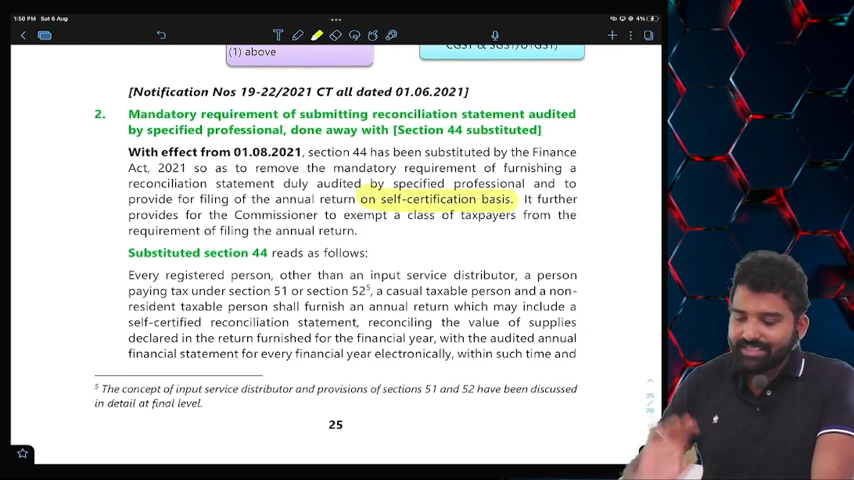 1:50 PM Sat 6 Aug
4%
(1) above
CGST & SGST/UTGST)
[Notification Nos 19-22/2021 CT all dated 01.06.2021]
2. Mandatory requirement of submitting reconciliation statement audited
by specified professional, done away with [Section 44 substituted]
With effect from 01.08.2021, section 44 has been substituted by the Finance
Act, 2021 so as to remove the mandatory requirement of furnishing a
reconciliation statement duly audited by specified professional and to
provide for filing of the annual return on self-certification basis. It further
provides for the Commissioner to exempt a class of taxpayers from the
requirement of filing the annual return.
Substituted section 44 reads as follows:
Every registered person, other than an input service distributor, a person
paying tax under section 51 or section 52⁵, a casual taxable person and a non-
resident taxable person shall furnish an annual return which may include a
self-certified reconciliation statement, reconciling the value of supplies
declared in the return furnished for the financial year, with the audited annual
financial statement for every financial year electronically, within such time and
⁵ The concept of input service distributor and provisions of sections 51 and 52 have been discussed
in detail at final level.
25
26
/
26